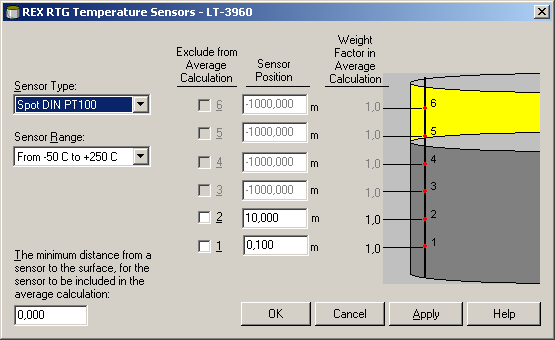 REX RTG Temperature Sensors - LT-3960
Sensor Type:
Spot DIN PT100
Sensor Range:
From -50 C to +250 C
The minimum distance from a
sensor to the surface, for the
sensor to be included in the
average calculation:
0,000
Exclude from
Average
Calculation
Sensor
Position
Weight
Factor in
Average
Calculation
6 -1000,000 m 1,0 6
5 -1000,000 m 1,0 5
4 -1000,000 m 1,0 4
3 -1000,000 m 1,0 3
2 10,000 m 1,0 2
1 0,100 m 1,0 1
OK Cancel Apply Help